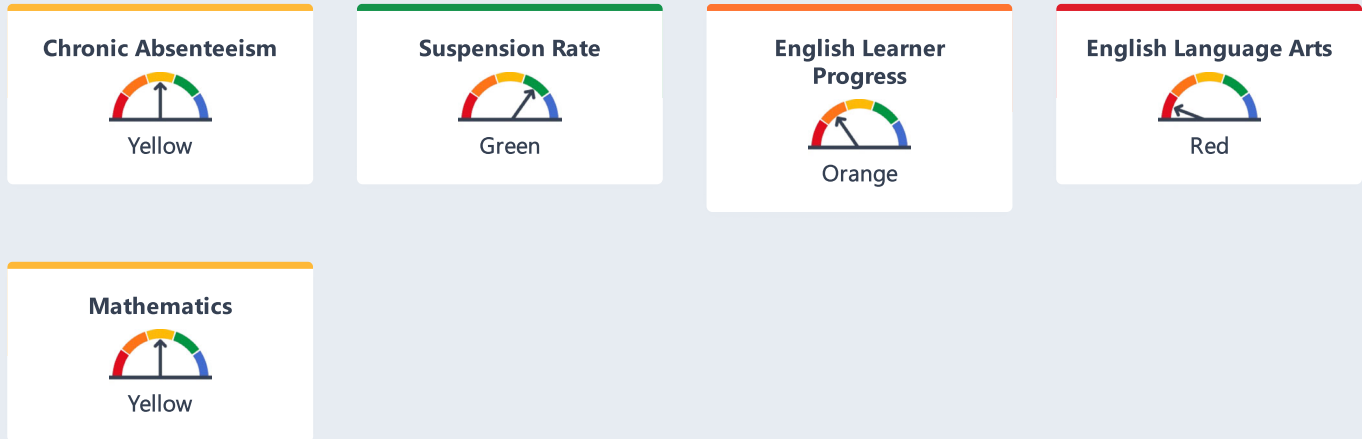 Chronic Absenteeism
Yellow
Suspension Rate
Green
English Learner
Progress
Orange
English Language Arts
Red
Mathematics
Yellow